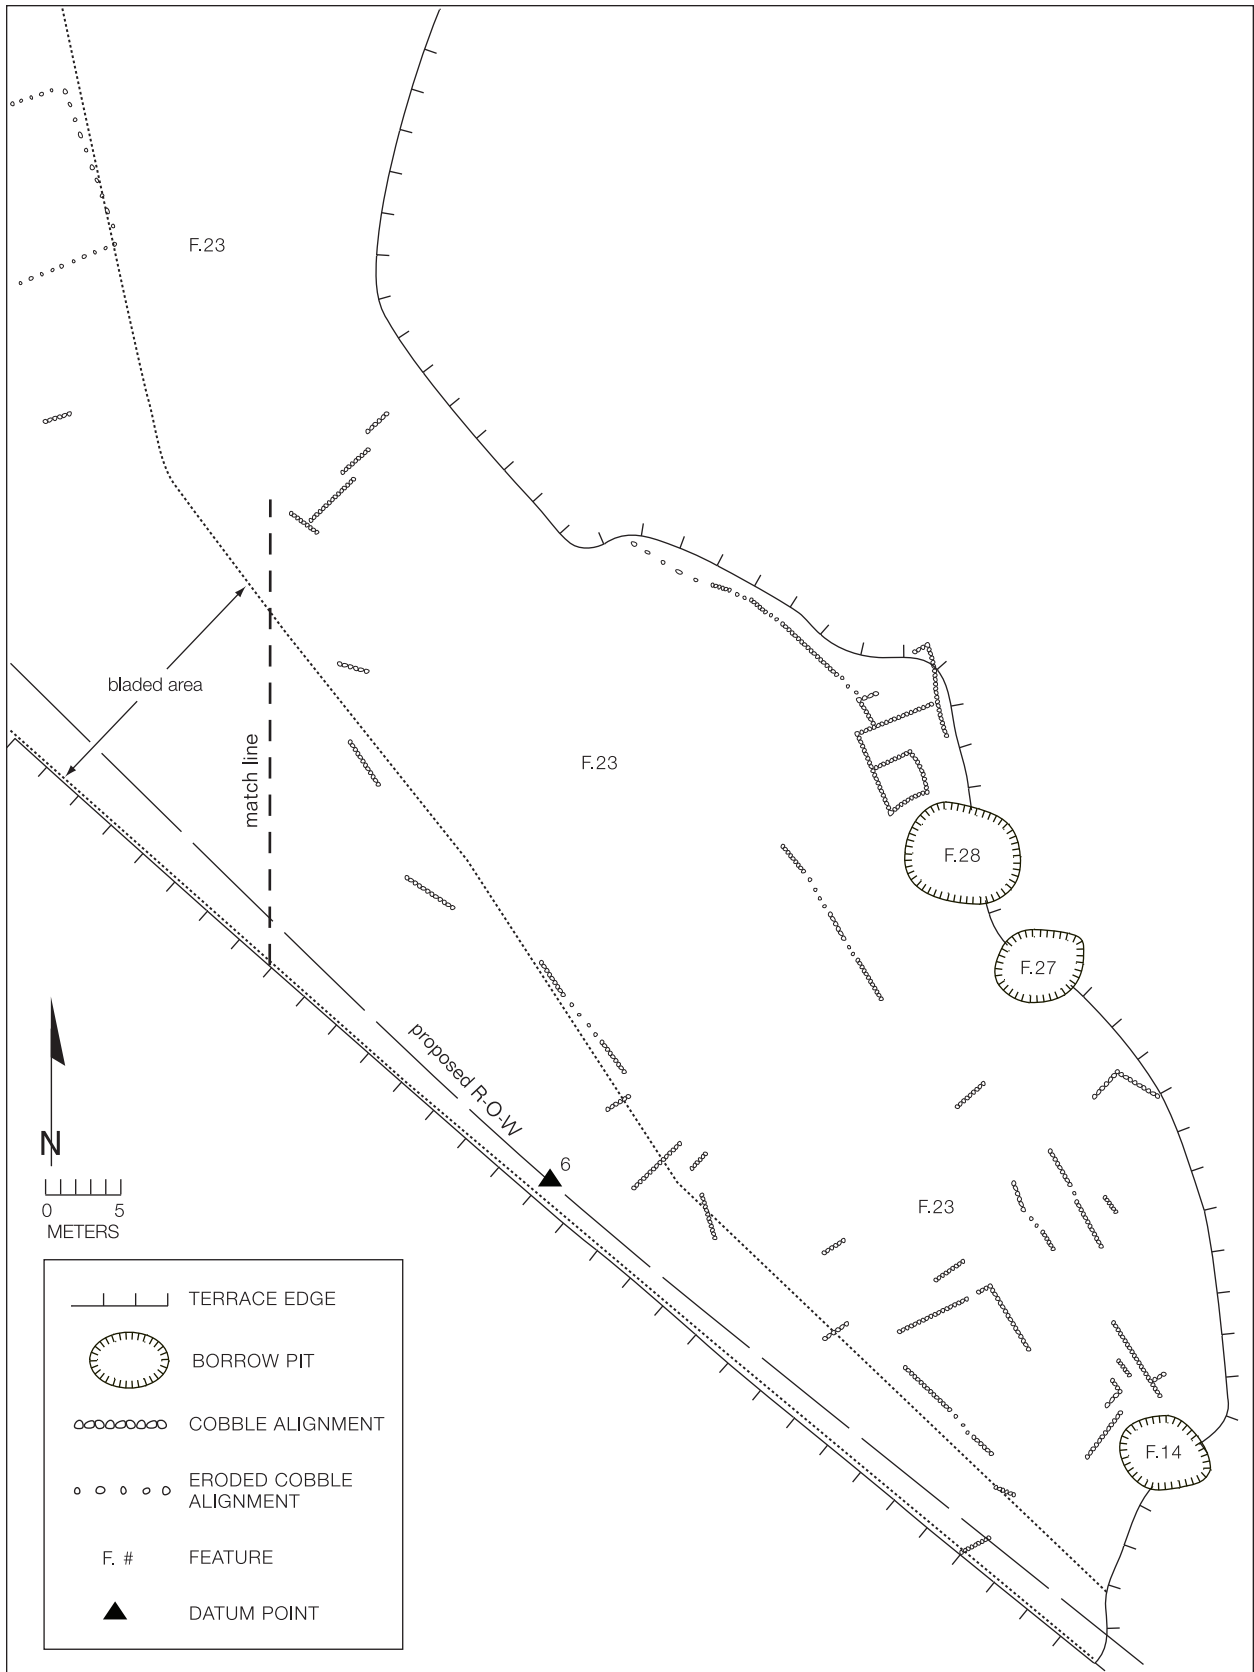 F.23
bladed area
match line
F.23
F.28
F.27
proposed R-O-W
6
F.23
F.14
N
0 5
METERS
TERRACE EDGE
BORROW PIT
COBBLE ALIGNMENT
ERODED COBBLE
ALIGNMENT
F. # FEATURE
DATUM POINT